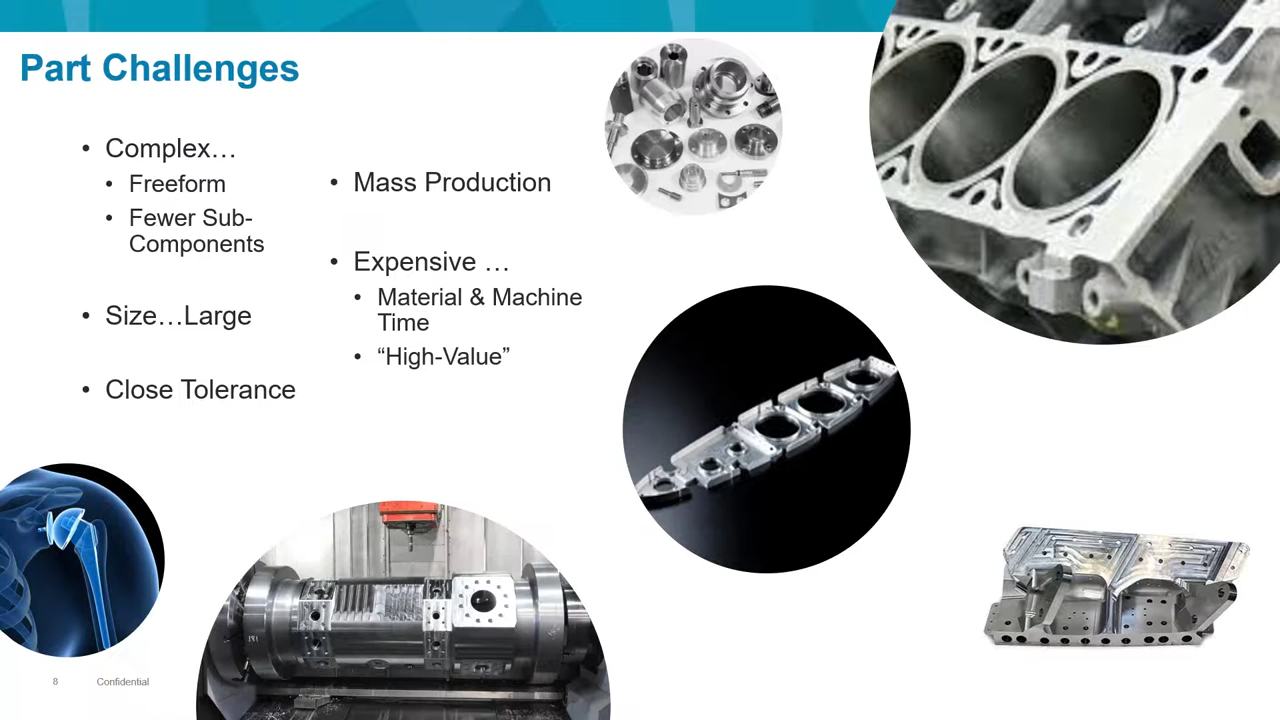 Part Challenges
• Complex…
• Freeform
• Fewer Sub-
Components
• Size…Large
• Close Tolerance
• Mass Production
• Expensive …
• Material & Machine
Time
• “High-Value”
8 Confidential